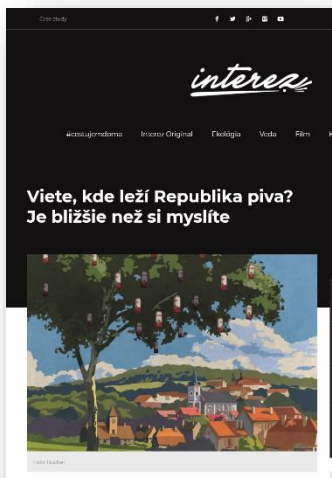 Case study
interez
#cestujemdoma Interez Original Ekológia Veda Film
Viete, kde leží Republika piva?
Je bližšie než si myslíte